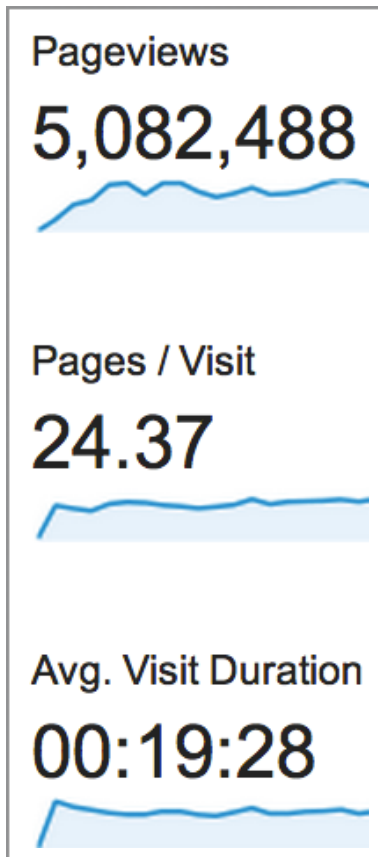 Pageviews
5,082,488
Pages / Visit
24.37
Avg. Visit Duration
00:19:28